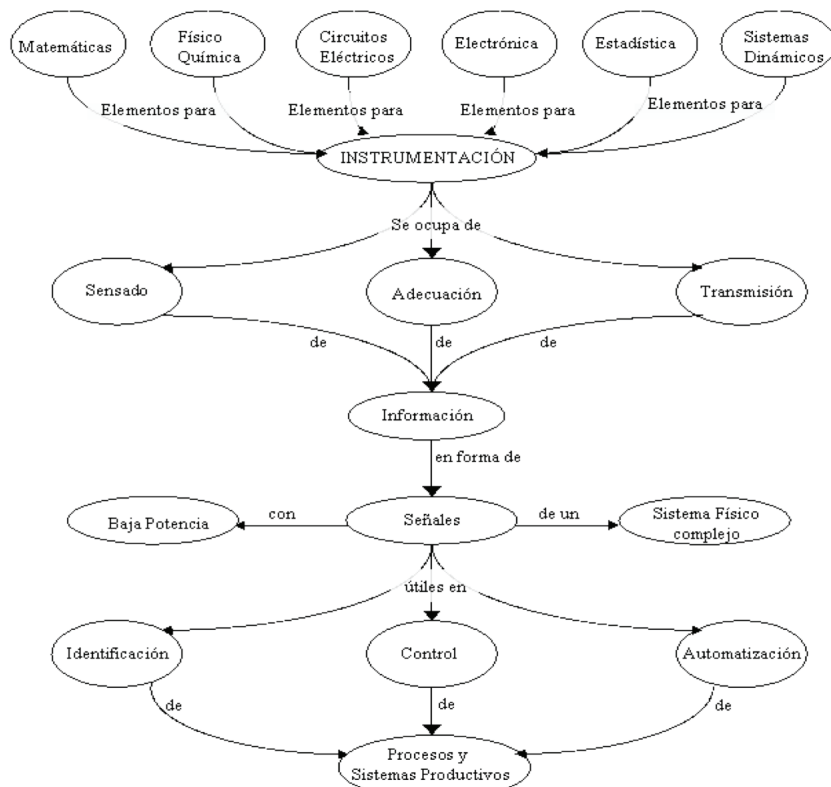 Matemáticas
Físico
Química
Circuitos
Eléctricos
Electrónica
Estadística
Sistemas
Dinámicos
Elementos para
Elementos para
Elementos para
Elementos para
INSTRUMENTACIÓN
Se ocupa de
Sensado
Adecuación
Transmisión
de
de
de
Información
en forma de
Baja Potencia
con
Señales
de un
Sistema Físico
complejo
útiles en
Identificación
Control
Automatización
de
de
de
Procesos y
Sistemas Productivos